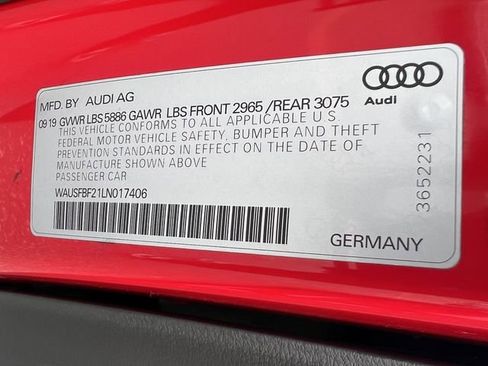 MFD. BY AUDI AG
09 19 GVWR LBS 5886 GAWR LBS FRONT 2965 /REAR 3075
THIS VEHICLE CONFORMS TO ALL APPLICABLE U.S.
FEDERAL MOTOR VEHICLE SAFETY, BUMPER AND THEFT
PREVENTION STANDARDS IN EFFECT ON THE DATE OF
MANUFACTURE SHOWN ABOVE
PASSENGER CAR
WAUSFBF21LN017406
Audi
3652231
GERMANY